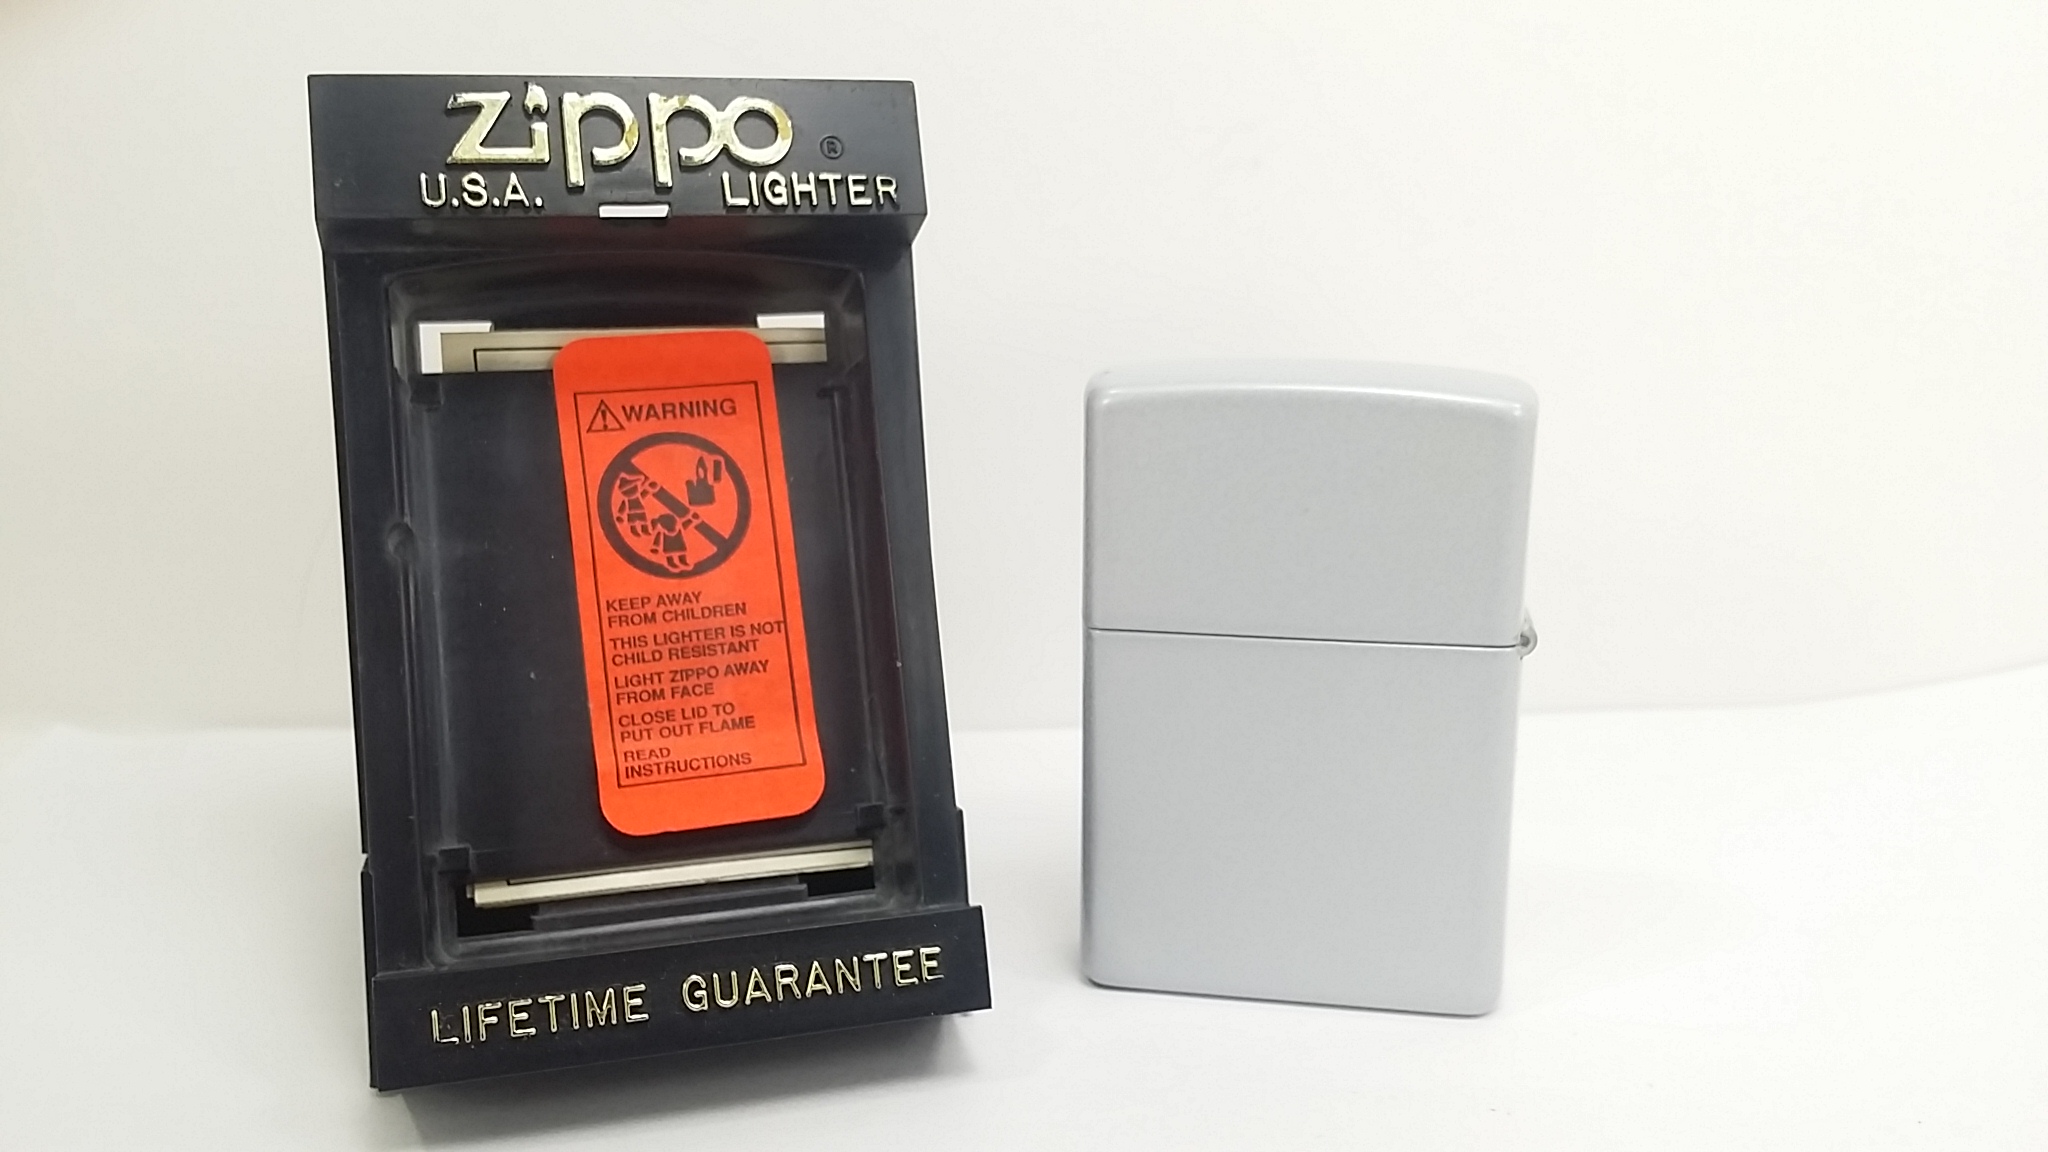 zippo ®
U.S.A. LIGHTER
WARNING
KEEP AWAY
FROM CHILDREN
THIS LIGHTER IS NOT
CHILD RESISTANT
LIGHT ZIPPO AWAY
FROM FACE
CLOSE LID TO
PUT OUT FLAME
READ
INSTRUCTIONS
LIFETIME GUARANTEE